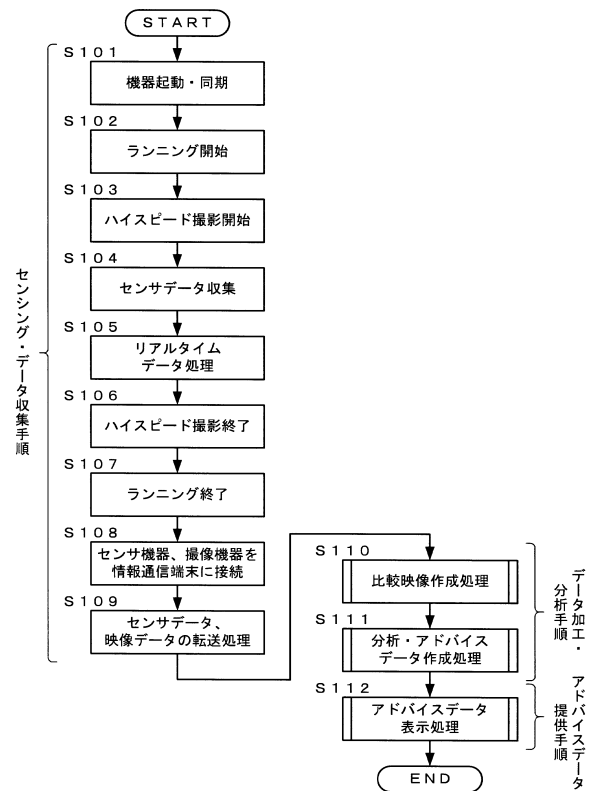 START
S101
機器起動・同期
S102
ランニング開始
S103
ハイスピード撮影開始
S104
センサデータ収集
S105
リアルタイム
データ処理
S106
ハイスピード撮影終了
S107
ランニング終了
S108
センサ機器、撮像機器を
情報通信端末に接続
S109
センサデータ、
映像データの転送処理
センシング・データ収集手順
S110
比較映像作成処理
S111
分析・アドバイス
データ作成処理
データ加工・
分析手順
S112
アドバイスデータ
表示処理
アドバイスデータ
提供手順
END